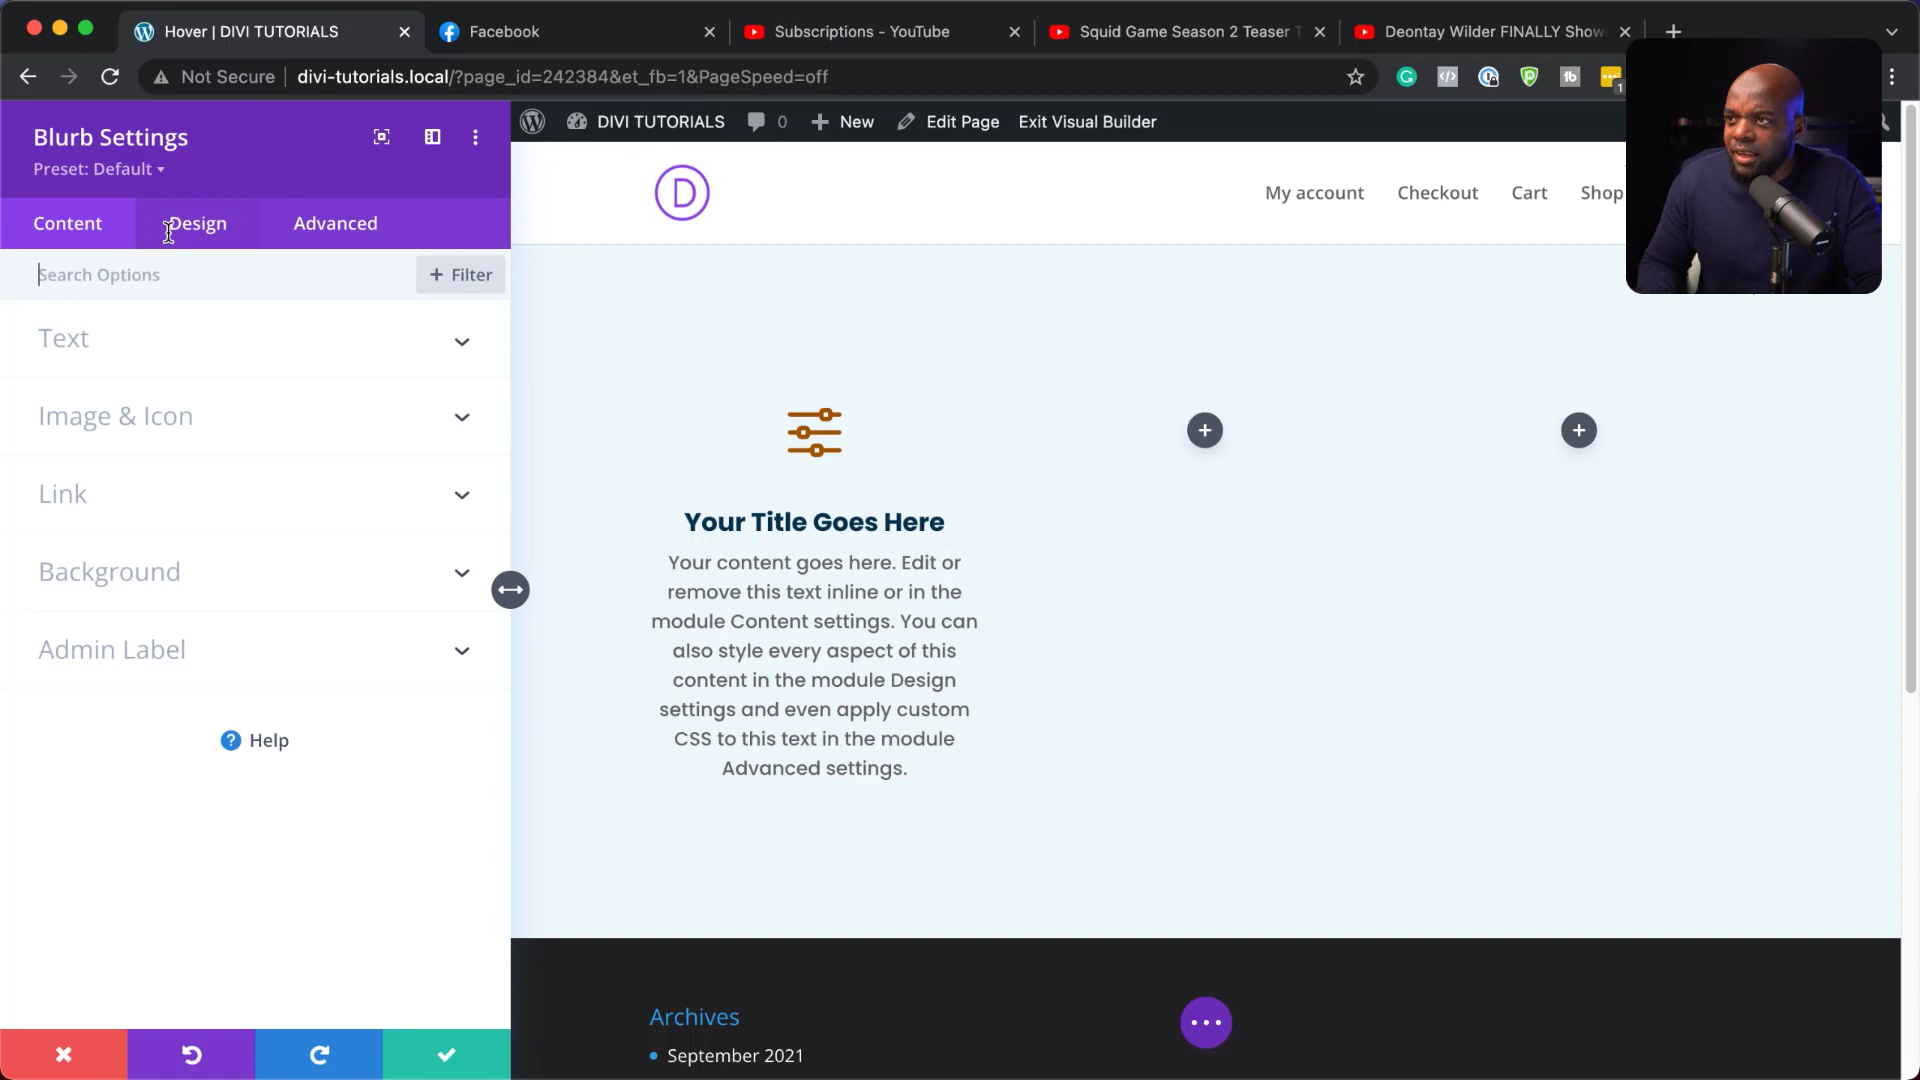 Hover | DIVI TUTORIALS
Facebook
Subscriptions - YouTube
Squid Game Season 2 Teaser T
Deontay Wilder FINALLY Show
Not Secure
divi-tutorials.local/?page_id=242384&et_fb=1&PageSpeed=off
1
Blurb Settings
Preset: Default
Content
Design
Advanced
Search Options
+ Filter
Text
Image & Icon
Link
Background
Admin Label
? Help
DIVI TUTORIALS
0
New
Edit Page
Exit Visual Builder
D
My account
Checkout
Cart
Shop
Your Title Goes Here
Your content goes here. Edit or
remove this text inline or in the
module Content settings. You can
also style every aspect of this
content in the module Design
settings and even apply custom
CSS to this text in the module
Advanced settings.
Archives
September 2021